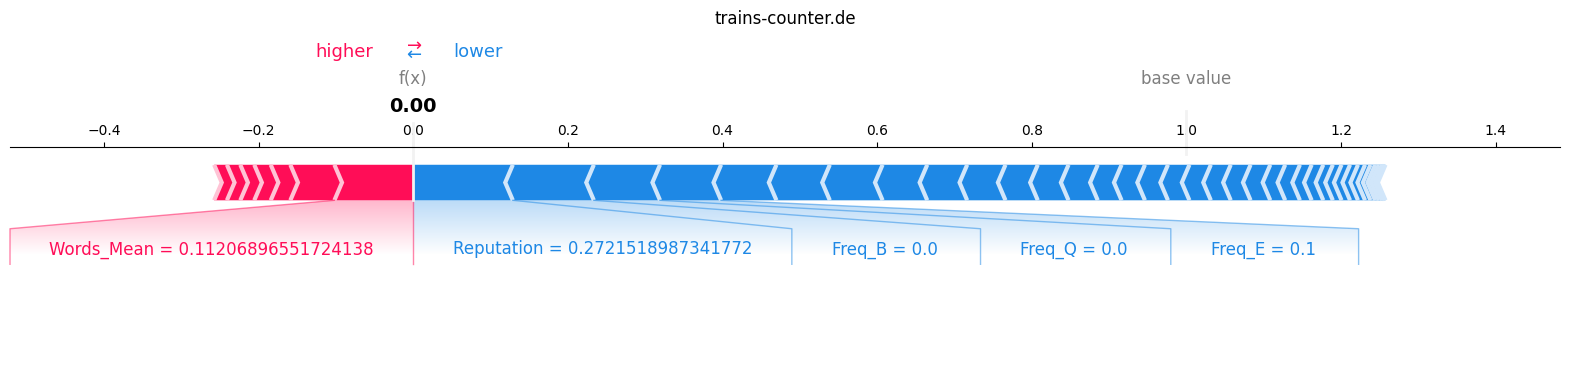 trains-counter.de
higher → lower
←
f(x) base value
0.00
−0.4 −0.2 0.0 0.2 0.4 0.6 0.8 1.0 1.2 1.4
Words_Mean = 0.11206896551724138 Reputation = 0.2721518987341772 Freq_B = 0.0 Freq_Q = 0.0 Freq_E = 0.1